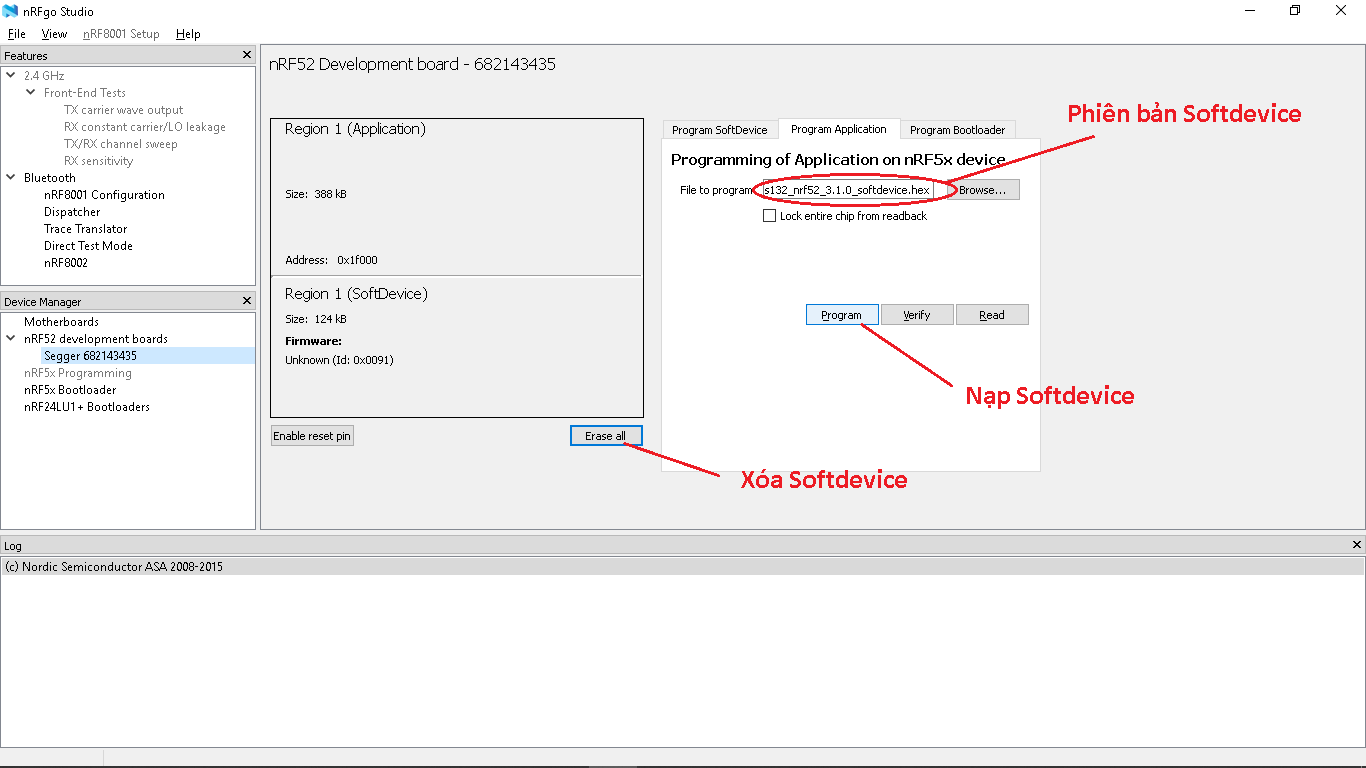 nRFgo Studio
File View nRF8001 Setup Help
Features
2.4 GHz
Front-End Tests
TX carrier wave output
RX constant carrier/LO leakage
TX/RX channel sweep
RX sensitivity
Bluetooth
nRF8001 Configuration
Dispatcher
Trace Translator
Direct Test Mode
nRF8002
Device Manager
Motherboards
nRF52 development boards
Segger 682143435
nRF5x Programming
nRF5x Bootloader
nRF24LU1+ Bootloaders
nRF52 Development board - 682143435
Region 1 (Application)
Size: 388 kB
Address: 0x1f000
Region 1 (SoftDevice)
Size: 124 kB
Firmware:
Unknown (Id: 0x0091)
Enable reset pin
Erase all
Xóa Softdevice
Program SoftDevice
Program Application
Program Bootloader
Phiên bản Softdevice
Programming of Application on nRF5x device
File to program s132_nrf52_3.1.0_softdevice.hex Browse...
Lock entire chip from readback
Program Verify Read
Nạp Softdevice
Log
(c) Nordic Semiconductor ASA 2008-2015